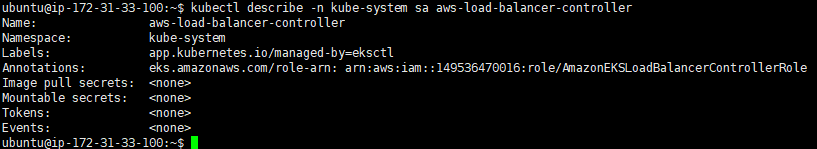 ubuntu@ip-172-31-33-100:~$ kubectl describe -n kube-system sa aws-load-balancer-controller
Name:                aws-load-balancer-controller
Namespace:           kube-system
Labels:              app.kubernetes.io/managed-by=eksctl
Annotations:         eks.amazonaws.com/role-arn: arn:aws:iam::149536470016:role/AmazonEKSLoadBalancerControllerRole
Image pull secrets:  <none>
Mountable secrets:   <none>
Tokens:              <none>
Events:              <none>
ubuntu@ip-172-31-33-100:~$